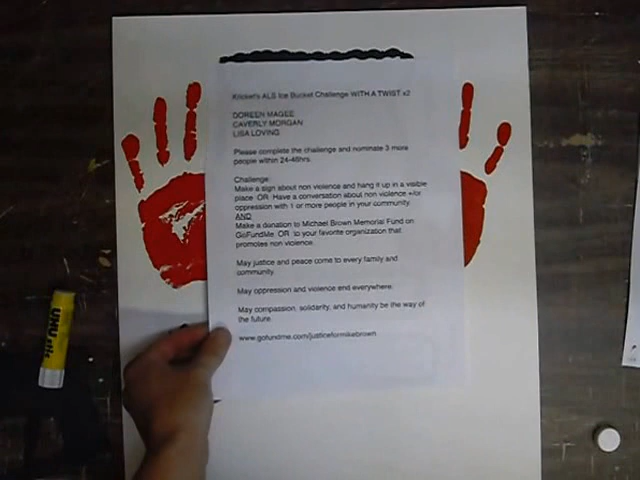 Kricket's ALS Ice Bucket Challenge WITH A TWIST x2
DOREEN MAGEE
CAVERLY MORGAN
LISA LOVING
Please complete the challenge and nominate 3 more
people within 24-48hrs.
Challenge:
Make a sign about non violence and hang it up in a visible
place OR Have a conversation about non violence +/or
oppression with 1 or more people in your community.
AND
Make a donation to Michael Brown Memorial Fund on
GoFundMe OR to your favorite organization that
promotes non violence.
May justice and peace come to every family and
community.
May oppression and violence end everywhere.
May compassion, solidarity, and humanity be the way of
the future.
www.gofundme.com/justiceformikebrown
UHU stic